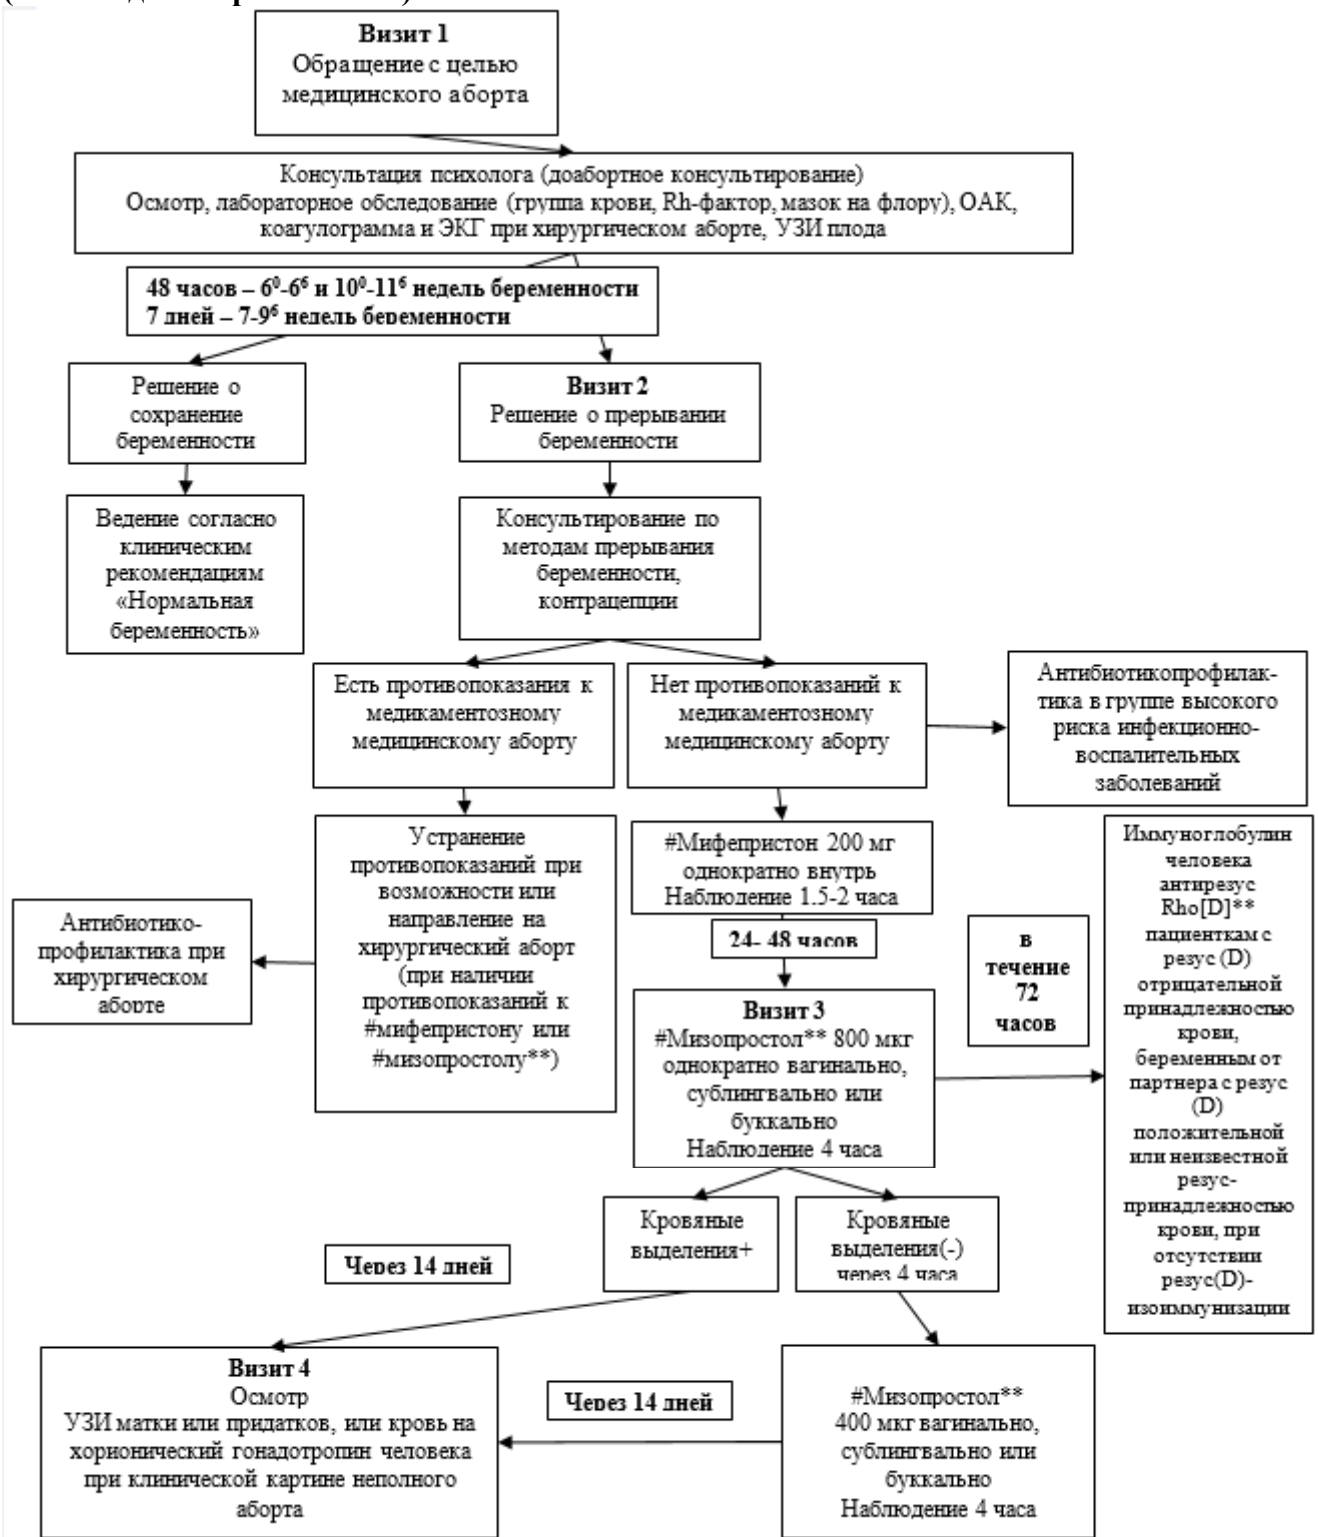 Визит 1
Обращение с целью
медицинского аборта
Консультация психолога (доабортное консультирование)
Осмотр, лабораторное обследование (группа крови, Rh-фактор, мазок на флору), ОАК,
коагулограмма и ЭКГ при хирургическом аборте, УЗИ плода
48 часов – 6⁰-6⁶ и 10⁰-11⁶ недель беременности
7 дней – 7-9⁶ недель беременности
Решение о
сохранение
беременности
Визит 2
Решение о прерывании
беременности
Ведение согласно
клиническим
рекомендациям
«Нормальная
беременность»
Консультирование по
методам прерывания
беременности,
контрацепции
Есть противопоказания к
медикаментозному
медицинскому аборту
Нет противопоказаний к
медикаментозному
медицинскому аборту
Антибиотикопрофилак-
тика в группе высокого
риска инфекционно-
воспалительных
заболеваний
Устранение
противопоказаний при
возможности или
направление на
хирургический аборт
(при наличии
противопоказаний к
#мифепристону или
#мизопростолу**)
Антибиотико-
профилактика при
хирургическом
аборте
#Мифепристон 200 мг
однократно внутрь
Наблюдение 1.5-2 часа
24- 48 часов
в
течение
72
часов
Иммуноглобулин
человека
антирезус
Rho[D]**
пациенткам с
резус (D)
отрицательной
принадлежностью
крови,
беременным от
партнера с резус
(D)
положительной
или неизвестной
резус-
принадлежностью
крови, при
отсутствии
резус(D)-
изоиммунизации
Визит 3
#Мизопростол** 800 мкг
однократно вагинально,
сублингвально или
буккально
Наблюдение 4 часа
Кровяные
выделения+
Кровяные
выделения(-)
через 4 часа
Через 14 дней
Визит 4
Осмотр
УЗИ матки или придатков, или кровь на
хорионический гонадотропин человека
при клинической картине неполного
аборта
Через 14 дней
#Мизопростол**
400 мкг вагинально,
сублингвально или
буккально
Наблюдение 4 часа